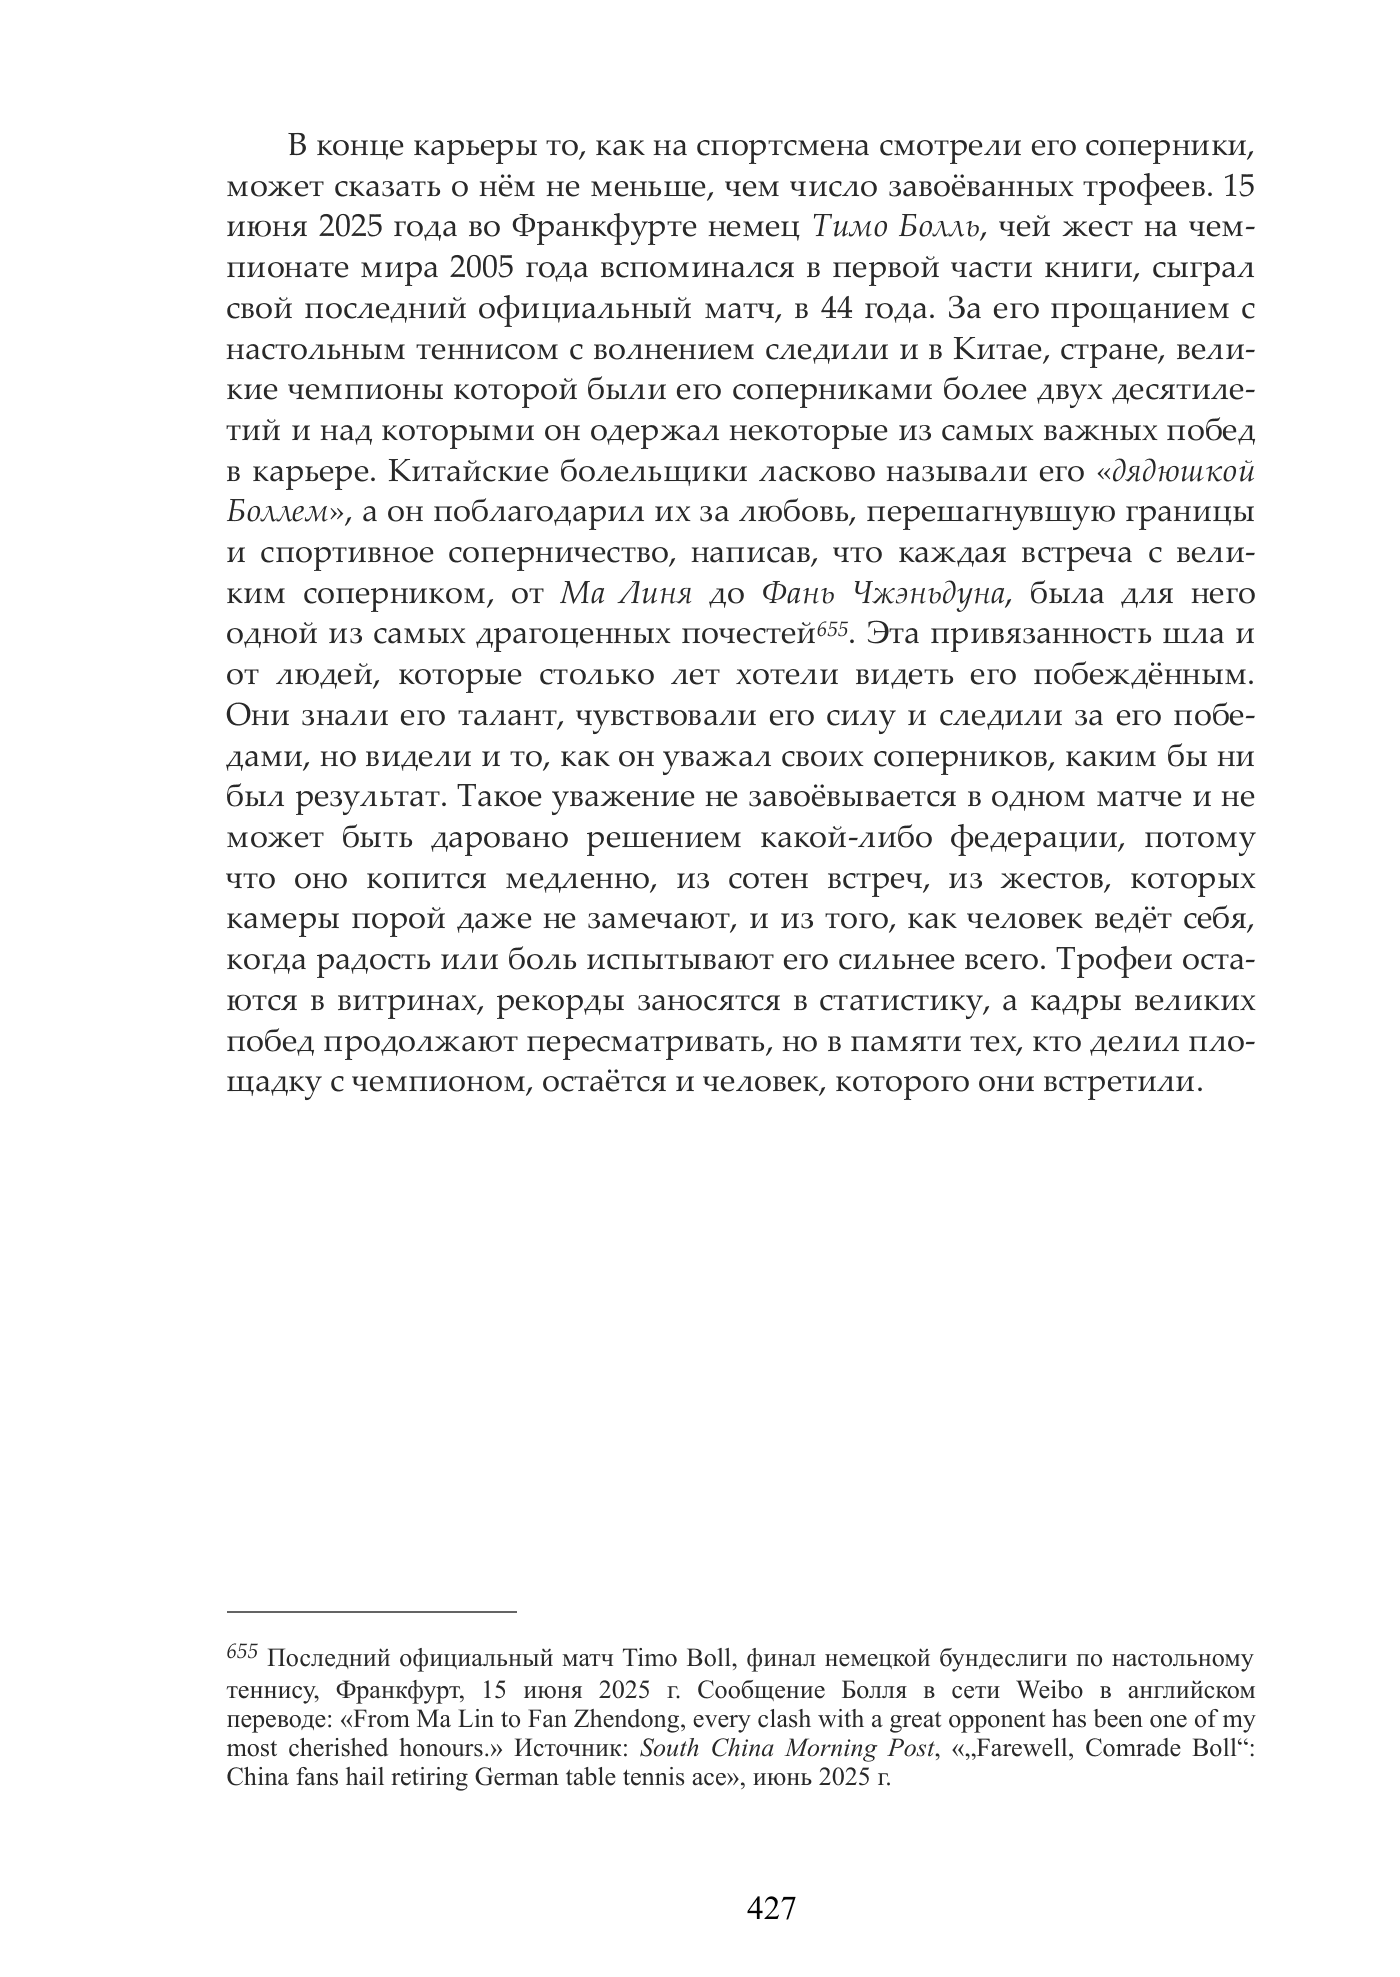 В конце карьеры то, как на спортсмена смотрели его соперники,
может сказать о нём не меньше, чем число завоёванных трофеев. 15
июня 2025 года во Франкфурте немец Тимо Болль, чей жест на чем-
пионате мира 2005 года вспоминался в первой части книги, сыграл
свой последний официальный матч, в 44 года. За его прощанием с
настольным теннисом с волнением следили и в Китае, стране, вели-
кие чемпионы которой были его соперниками более двух десятиле-
тий и над которыми он одержал некоторые из самых важных побед
в карьере. Китайские болельщики ласково называли его «дядюшкой
Боллем», а он поблагодарил их за любовь, перешагнувшую границы
и спортивное соперничество, написав, что каждая встреча с вели-
ким соперником, от Ма Линя до Фань Чжэньдуна, была для него
одной из самых драгоценных почестей655. Эта привязанность шла и
от людей, которые столько лет хотели видеть его побеждённым.
Они знали его талант, чувствовали его силу и следили за его побе-
дами, но видели и то, как он уважал своих соперников, каким бы ни
был результат. Такое уважение не завоёвывается в одном матче и не
может быть даровано решением какой-либо федерации, потому
что оно копится медленно, из сотен встреч, из жестов, которых
камеры порой даже не замечают, и из того, как человек ведёт себя,
когда радость или боль испытывают его сильнее всего. Трофеи оста-
ются в витринах, рекорды заносятся в статистику, а кадры великих
побед продолжают пересматривать, но в памяти тех, кто делил пло-
щадку с чемпионом, остаётся и человек, которого они встретили.
655 Последний официальный матч Timo Boll, финал немецкой бундеслиги по настольному
теннису, Франкфурт, 15 июня 2025 г. Сообщение Болля в сети Weibo в английском
переводе: «From Ma Lin to Fan Zhendong, every clash with a great opponent has been one of my
most cherished honours.» Источник: South China Morning Post, «„Farewell, Comrade Boll“:
China fans hail retiring German table tennis ace», июнь 2025 г.
427